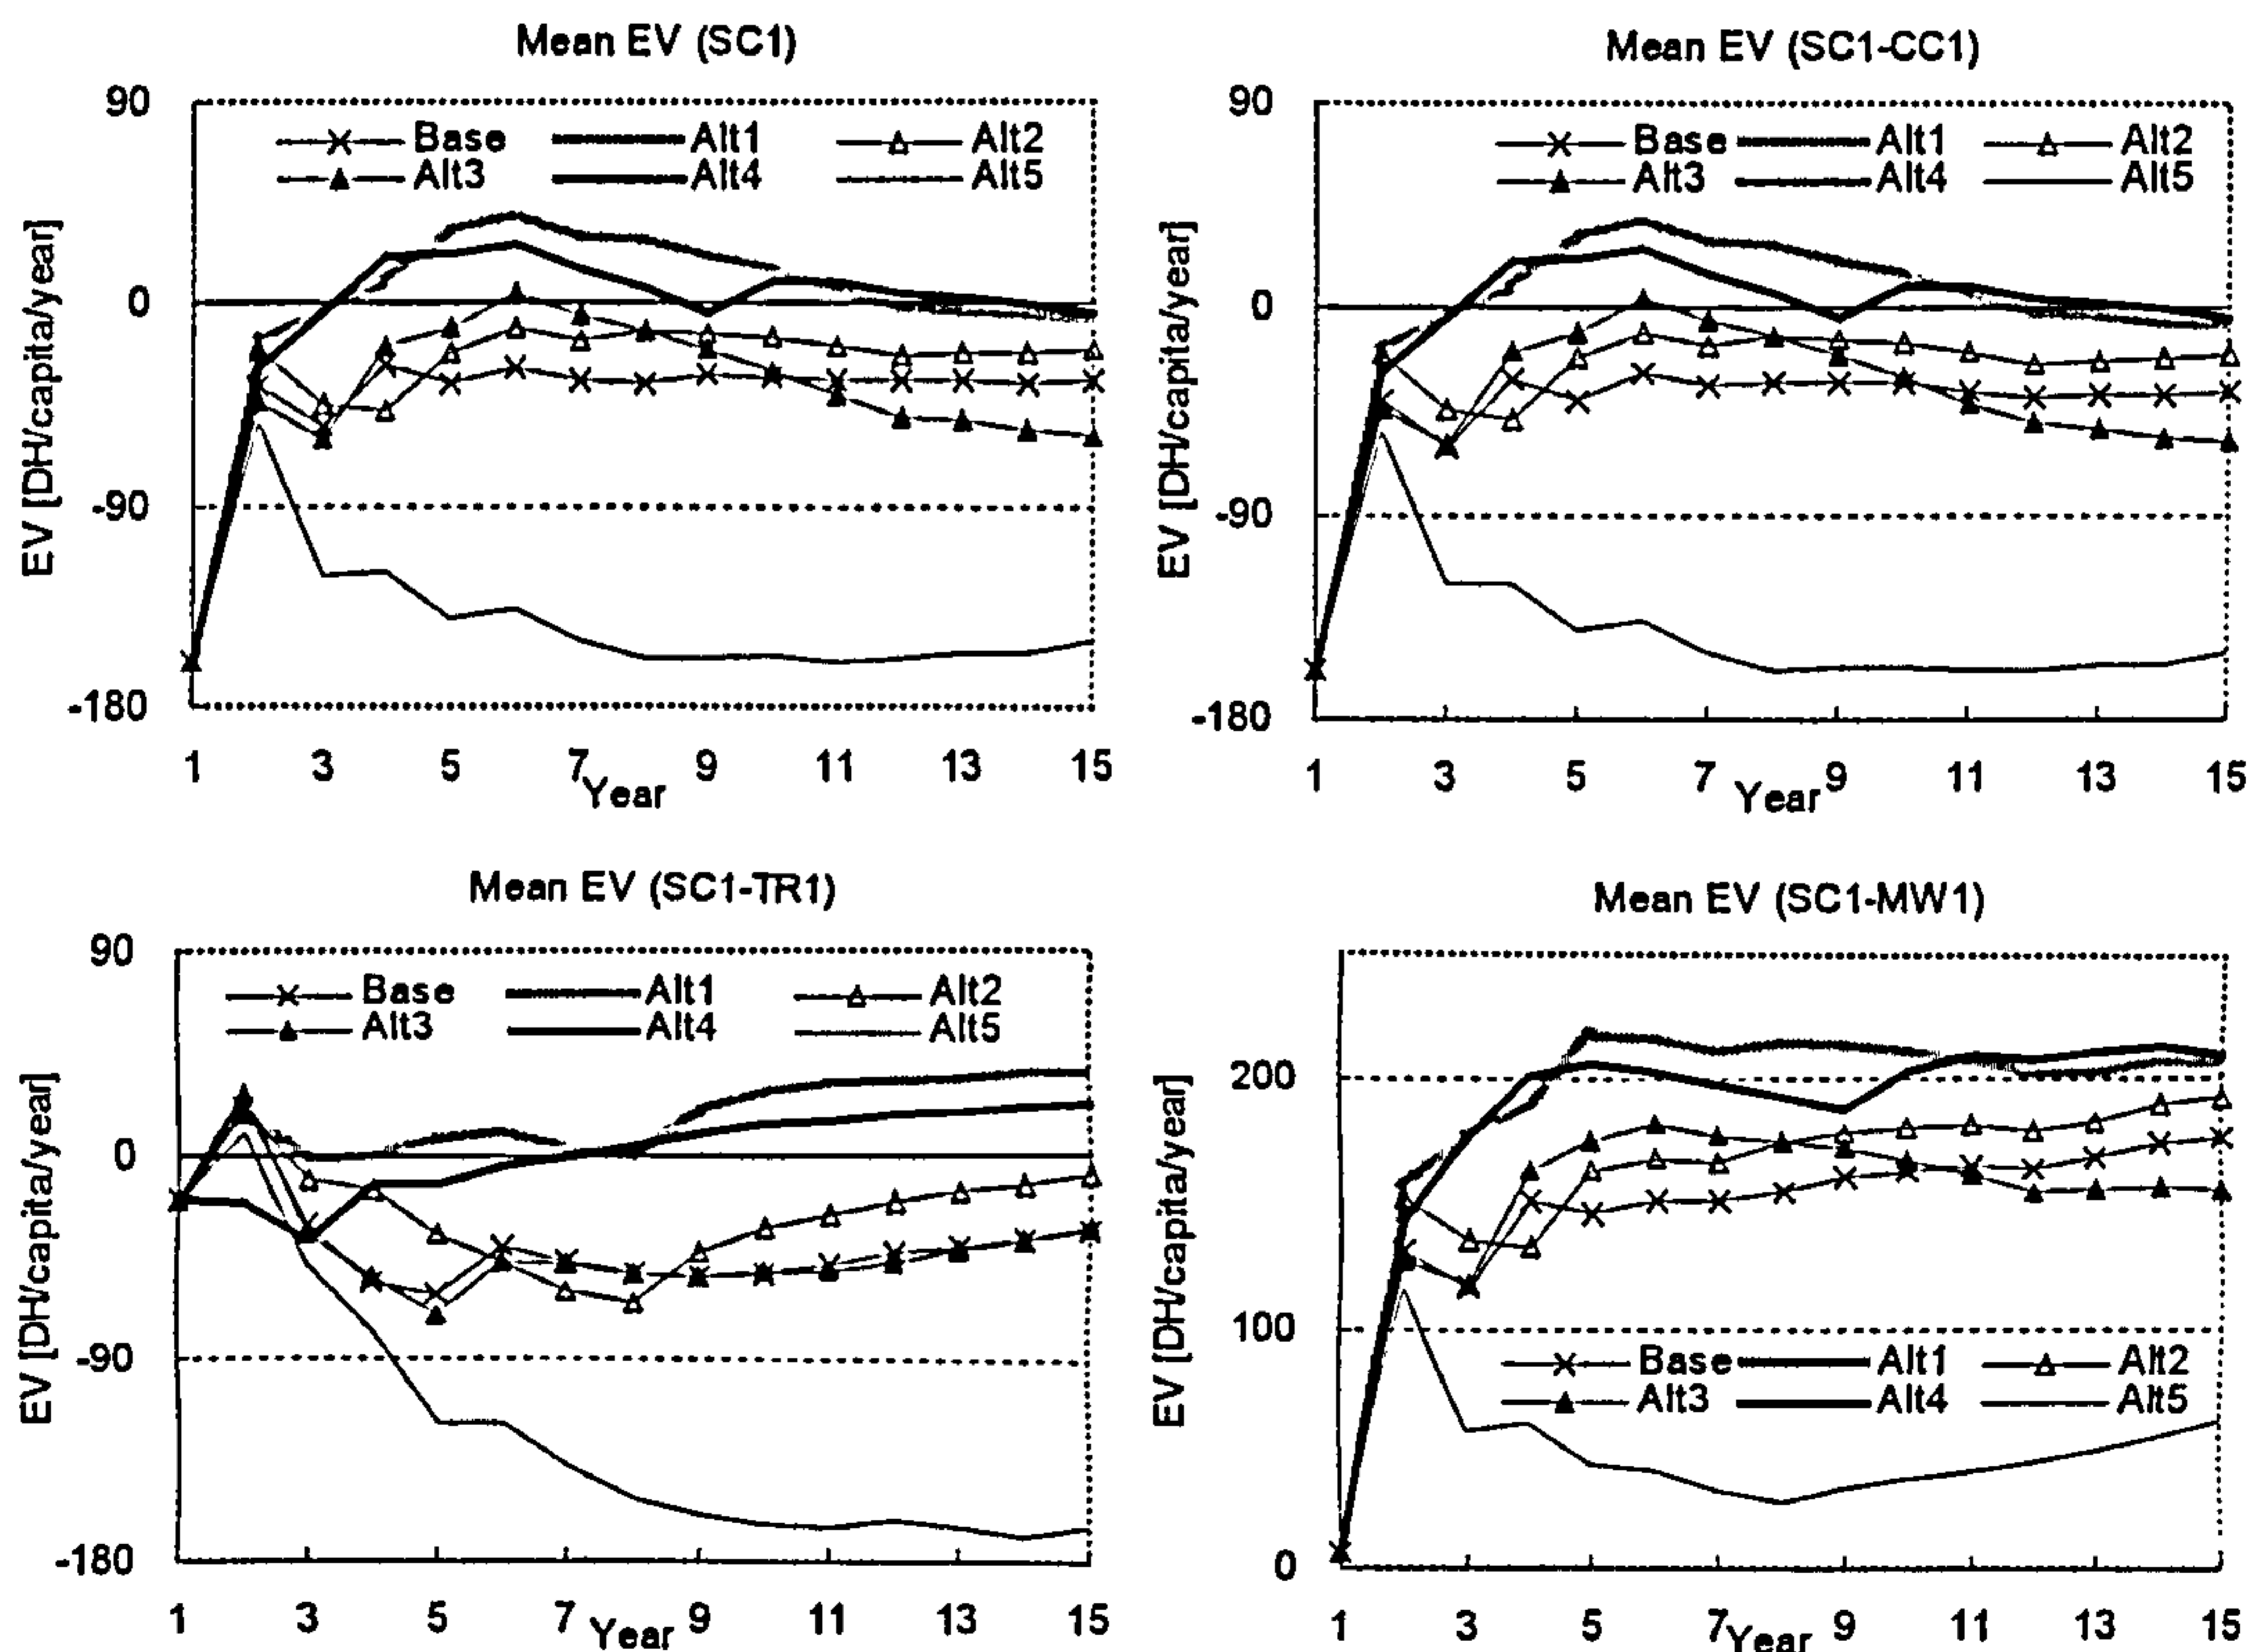 Mean EV (SC1)
EV [DH/capita/year]
90
0
-90
-180
Base Alt1 Alt2
Alt3 Alt4 Alt5
1 3 5 7 9 11 13 15
Year
Mean EV (SC1-CC1)
EV [DH/capita/year]
90
0
-90
-180
Base Alt1 Alt2
Alt3 Alt4 Alt5
1 3 5 7 9 11 13 15
Year
Mean EV (SC1-TR1)
EV [DH/capita/year]
90
0
-90
-180
Base Alt1 Alt2
Alt3 Alt4 Alt5
1 3 5 7 9 11 13 15
Year
Mean EV (SC1-MW1)
EV [DH/capita/year]
200
100
0
Base Alt1 Alt2
Alt3 Alt4 Alt5
1 3 5 7 9 11 13 15
Year